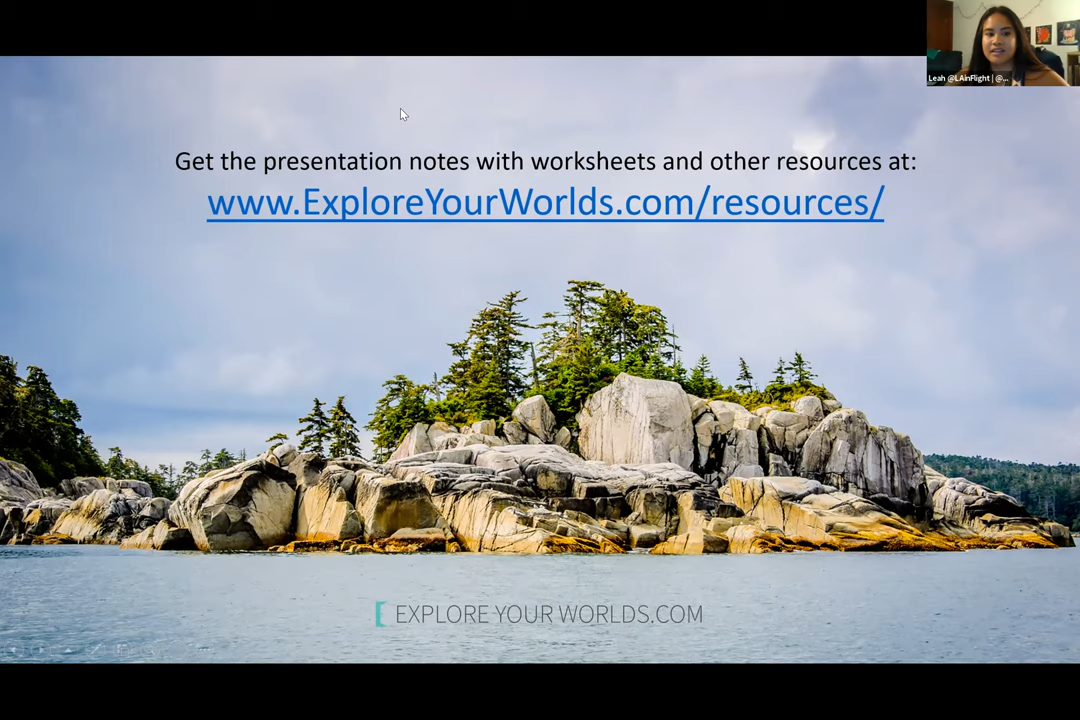 Leah @LAinFlight | @...
Get the presentation notes with worksheets and other resources at:
www.ExploreYourWorlds.com/resources/
EXPLORE YOUR WORLDS.COM